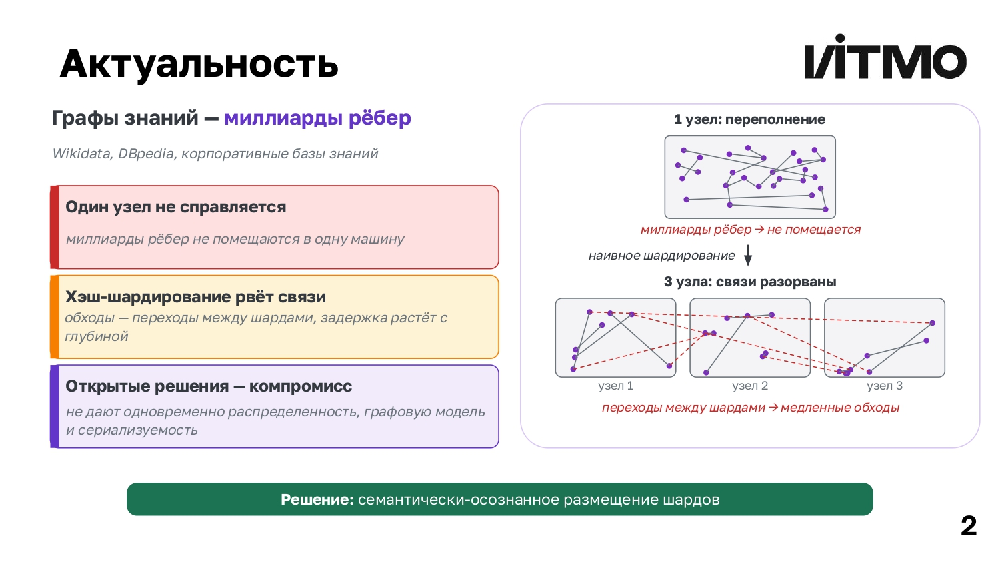 Актуальность
ITMO
Графы знаний — миллиарды рёбер
Wikidata, DBpedia, корпоративные базы знаний
Один узел не справляется
миллиарды рёбер не помещаются в одну машину
Хэш-шардирование рвёт связи
обходы — переходы между шардами, задержка растёт с
глубиной
Открытые решения — компромисс
не дают одновременно распределенность, графовую модель
и сериализуемость
1 узел: переполнение
миллиарды рёбер → не помещается
наивное шардирование
3 узла: связи разорваны
узел 1
узел 2
узел 3
переходы между шардами → медленные обходы
Решение: семантически-осознанное размещение шардов
2